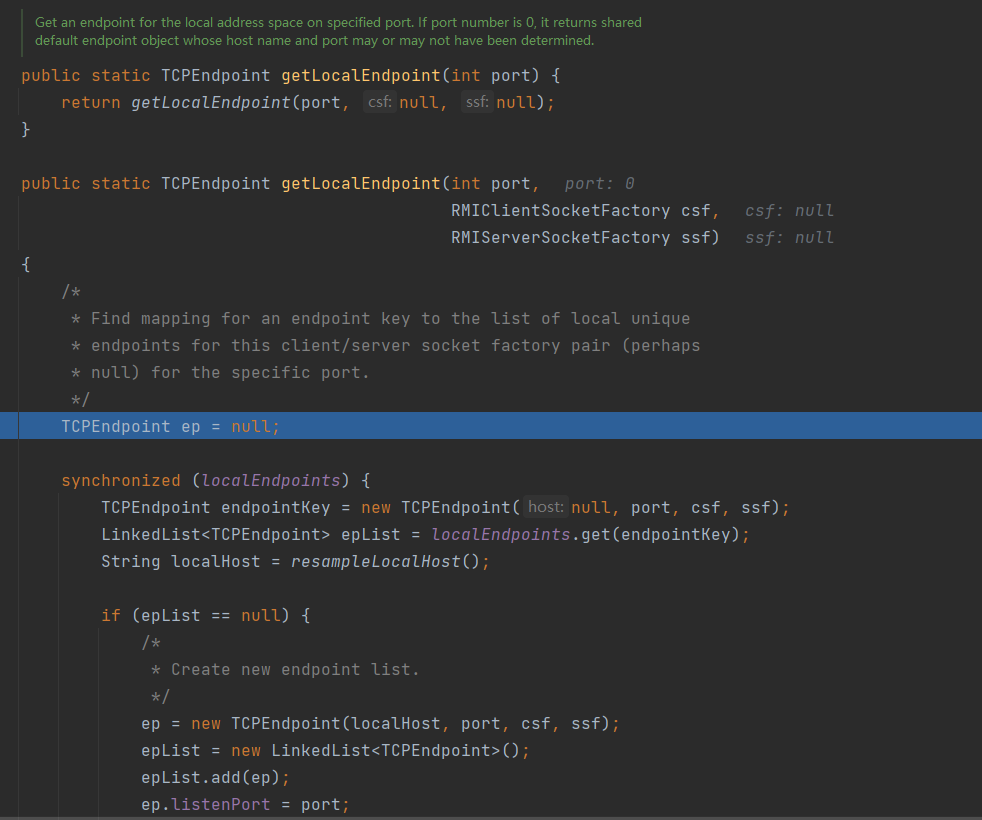 Get an endpoint for the local address space on specified port. If port number is 0, it returns shared
default endpoint object whose host name and port may or may not have been determined.
public static TCPEndpoint getLocalEndpoint(int port) {
    return getLocalEndpoint(port, csf: null, ssf: null);
}
public static TCPEndpoint getLocalEndpoint(int port, port: 0
                                           RMIClientSocketFactory csf, csf: null
                                           RMIServerSocketFactory ssf) ssf: null
{
    /*
     * Find mapping for an endpoint key to the list of local unique
     * endpoints for this client/server socket factory pair (perhaps
     * null) for the specific port.
     */
    TCPEndpoint ep = null;
    synchronized (localEndpoints) {
        TCPEndpoint endpointKey = new TCPEndpoint( host: null, port, csf, ssf);
        LinkedList<TCPEndpoint> epList = localEndpoints.get(endpointKey);
        String localHost = resampleLocalHost();
        if (epList == null) {
            /*
             * Create new endpoint list.
             */
            ep = new TCPEndpoint(localHost, port, csf, ssf);
            epList = new LinkedList<TCPEndpoint>();
            epList.add(ep);
            ep.listenPort = port;